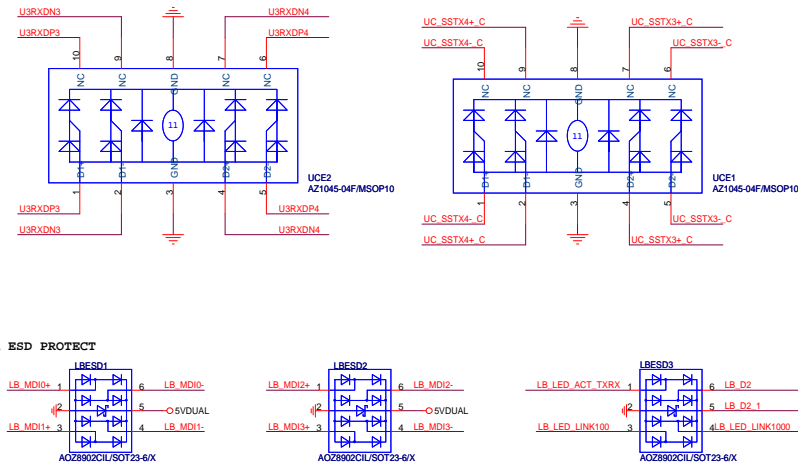 U3RXDN3
U3RXDN4
U3RXDP3
U3RXDP4
10
9
8
7
6
NC
NC
GND
NC
NC
11
D1+
D1-
GND
D2+
D2-
1
2
3
4
5
UCE2
AZ1045-04F/MSOP10
U3RXDP3
U3RXDP4
U3RXDN3
U3RXDN4
UC_SSTX4+_C
UC_SSTX3+_C
UC_SSTX4-_C
UC_SSTX3-_C
10
9
8
7
6
NC
NC
GND
NC
NC
11
D1+
D1-
GND
D2+
D2-
1
2
3
4
5
UCE1
AZ1045-04F/MSOP10
UC_SSTX4-_C
UC_SSTX3-_C
UC_SSTX4+_C
UC_SSTX3+_C
ESD PROTECT
LBESD1
LB_MDI0+ 1 6 LB_MDI0-
2 5 5VDUAL
LB_MDI1+ 3 4 LB_MDI1-
AOZ8902CIL/SOT23-6/X
LBESD2
LB_MDI2+ 1 6 LB_MDI2-
2 5 5VDUAL
LB_MDI3+ 3 4 LB_MDI3-
AOZ8902CIL/SOT23-6/X
LBESD3
LB_LED_ACT_TXRX 1 6 LB_D2
2 5 LB_D2_1
LB_LED_LINK100 3 4 LB_LED_LINK1000
AOZ8902CIL/SOT23-6/X